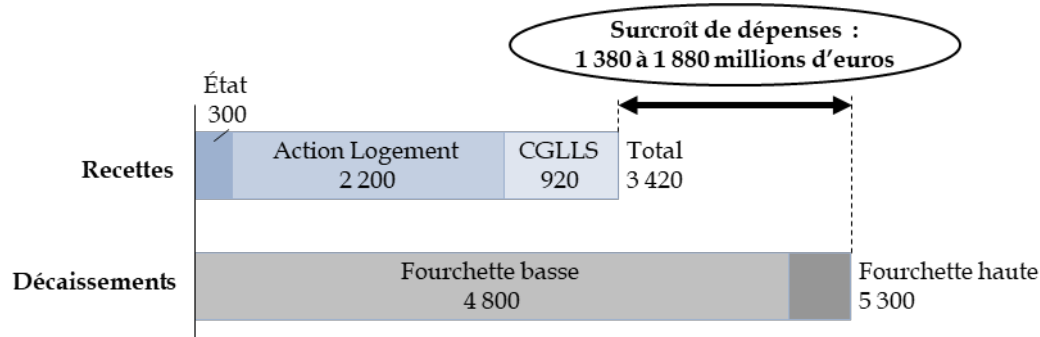 Surcroît de dépenses :
1 380 à 1 880 millions d'euros
État
300
Recettes
Action Logement
2 200
CGLLS
920
Total
3 420
Décaissements
Fourchette basse
4 800
Fourchette haute
5 300